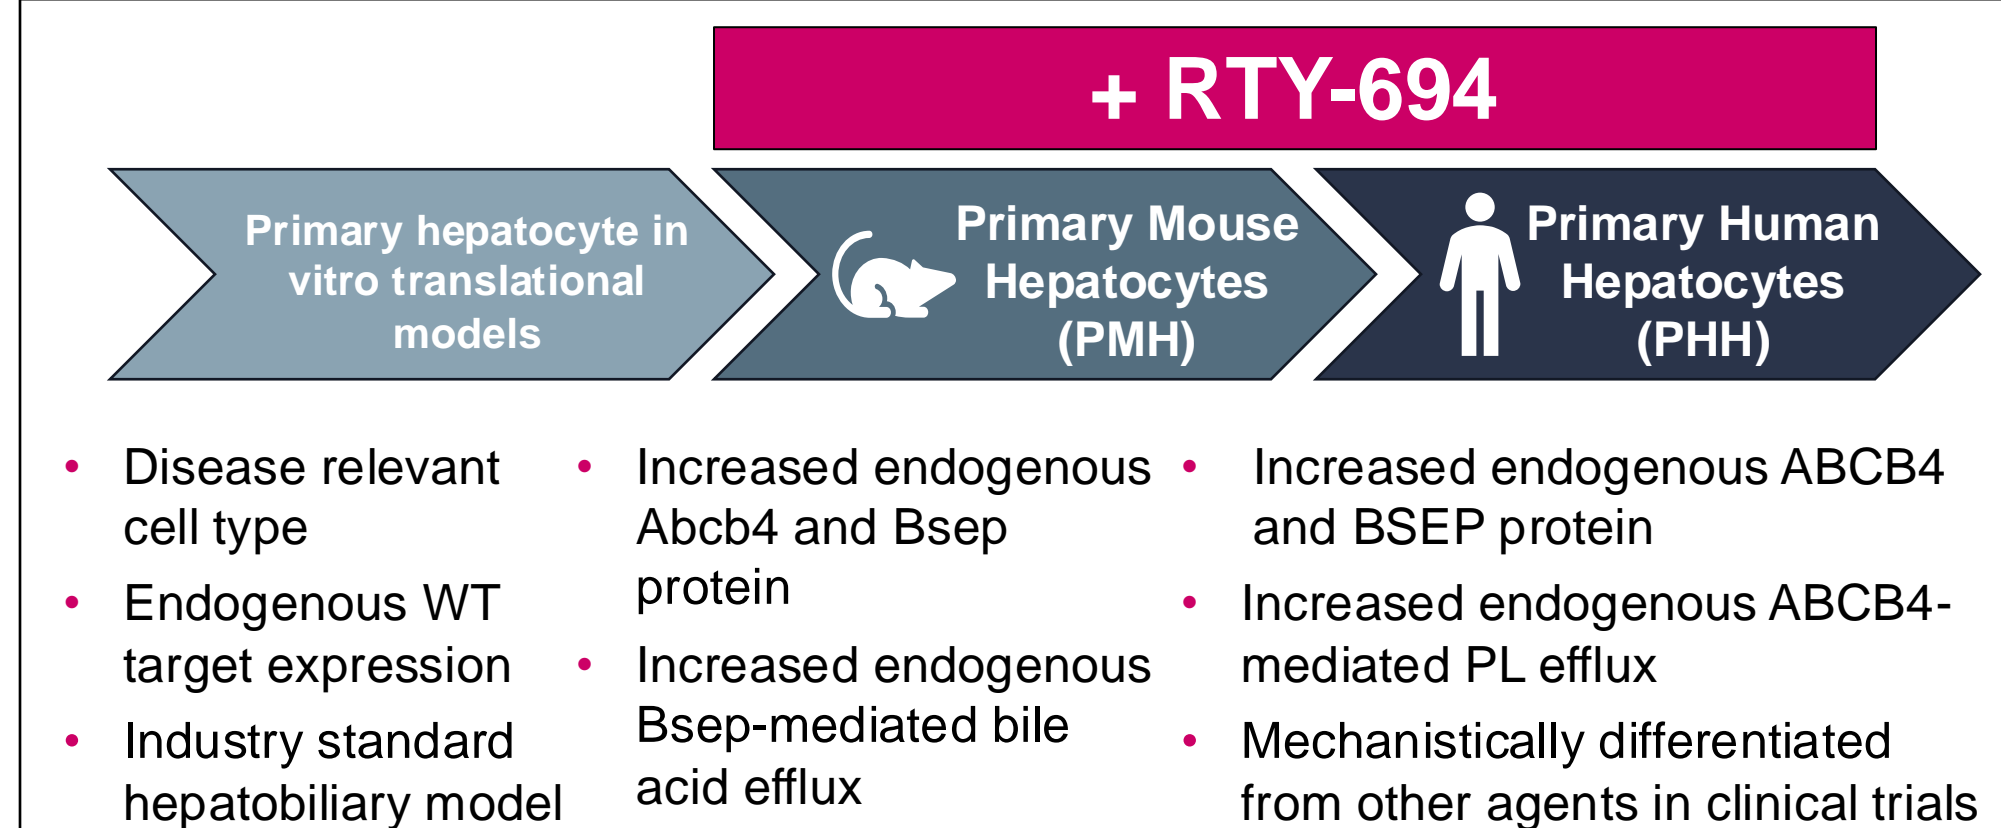 + RTY-694
Primary hepatocyte in
vitro translational
models
Primary Mouse
Hepatocytes
(PMH)
Primary Human
Hepatocytes
(PHH)
• Disease relevant
cell type
• Endogenous WT
target expression
• Industry standard
hepatobiliary model
• Increased endogenous
Abcb4 and Bsep
protein
• Increased endogenous
Bsep-mediated bile
acid efflux
• Increased endogenous ABCB4
and BSEP protein
• Increased endogenous ABCB4-
mediated PL efflux
• Mechanistically differentiated
from other agents in clinical trials